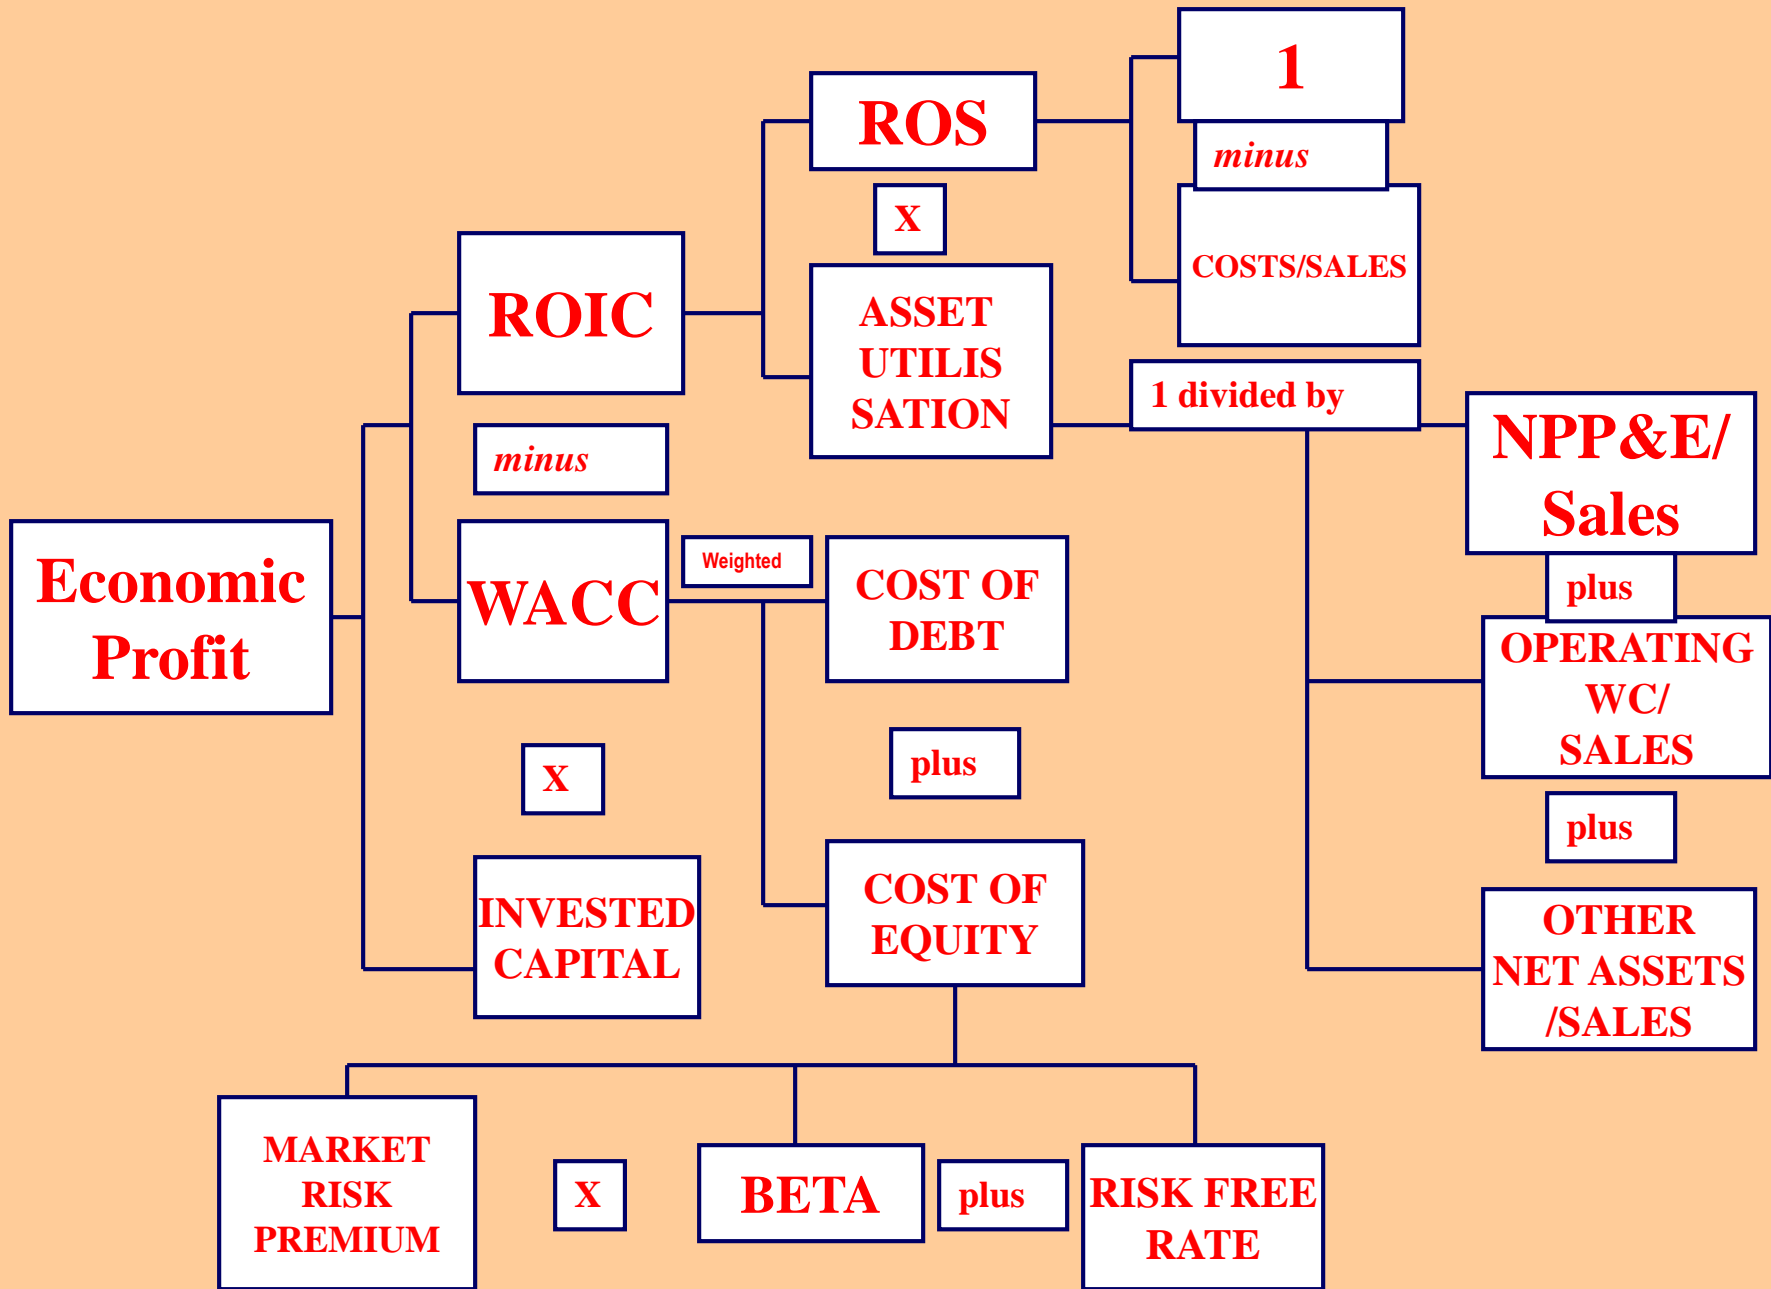 1
ROS
minus
X
COSTS/SALES
ROIC
ASSET
UTILIS
SATION
1 divided by
NPP&E/
Sales
minus
Economic
Profit
WACC
Weighted
COST OF
DEBT
plus
OPERATING
WC/
SALES
X
plus
plus
INVESTED
CAPITAL
COST OF
EQUITY
OTHER
NET ASSETS
/SALES
MARKET
RISK
PREMIUM
X
BETA
plus
RISK FREE
RATE